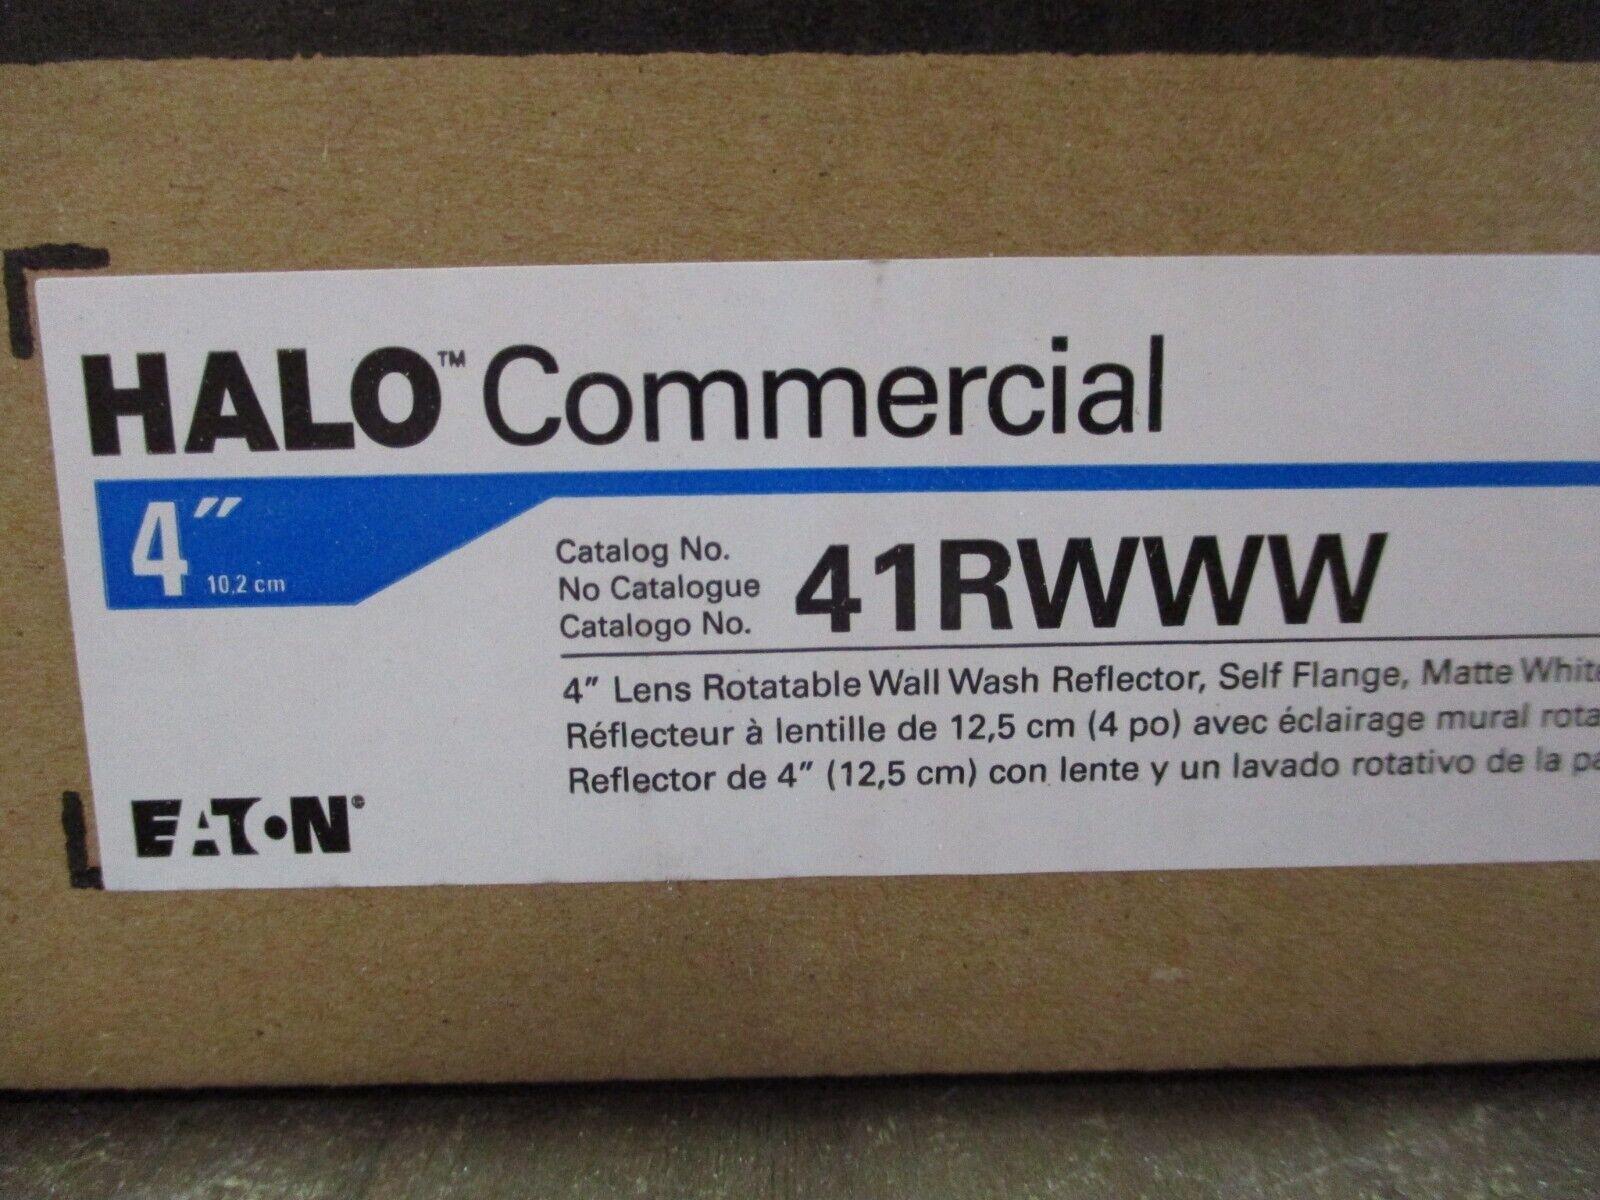 HALO™ Commercial
4" 10,2 cm
Catalog No.
No Catalogue
Catalogo No.
41RWWW
4" Lens Rotatable Wall Wash Reflector, Self Flange, Matte White
Réflecteur à lentille de 12,5 cm (4 po) avec éclairage mural rota
Reflector de 4" (12,5 cm) con lente y un lavado rotativo de la pa
EATON®